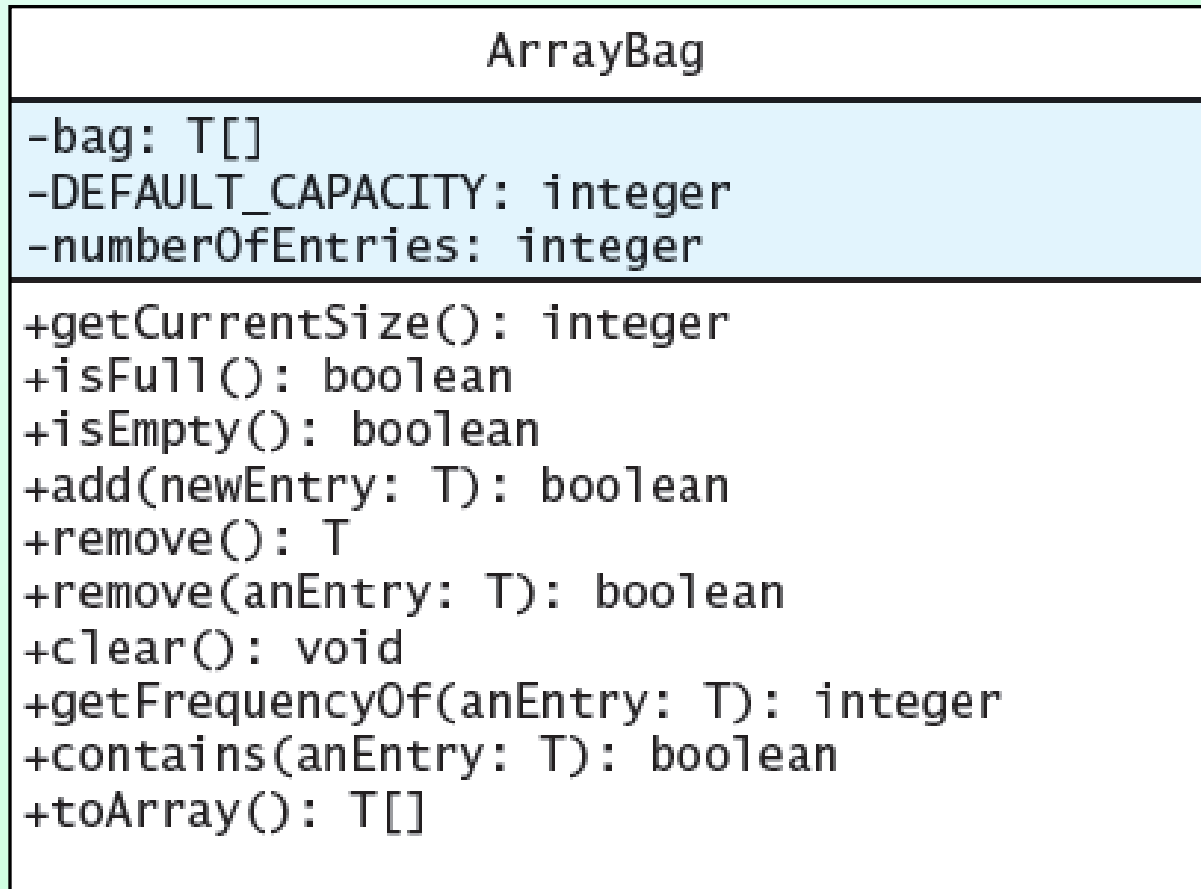 ArrayBag
-bag: T[]
-DEFAULT_CAPACITY: integer
-numberOfEntries: integer
+getCurrentSize(): integer
+isFull(): boolean
+isEmpty(): boolean
+add(newEntry: T): boolean
+remove(): T
+remove(anEntry: T): boolean
+clear(): void
+getFrequencyOf(anEntry: T): integer
+contains(anEntry: T): boolean
+toArray(): T[]